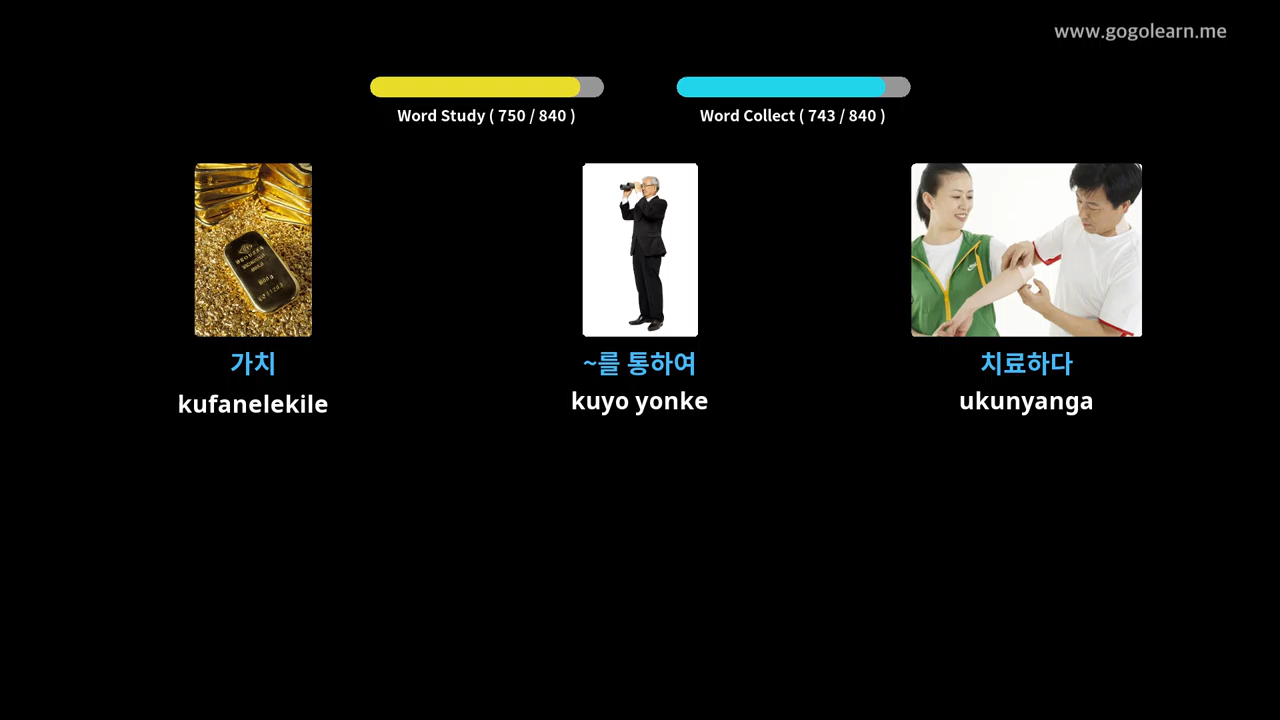 www.gogolearn.me
Word Study ( 750 / 840 )
Word Collect ( 743 / 840 )
가치
~를 통하여
치료하다
kufanelekile
kuyo yonke
ukunyanga